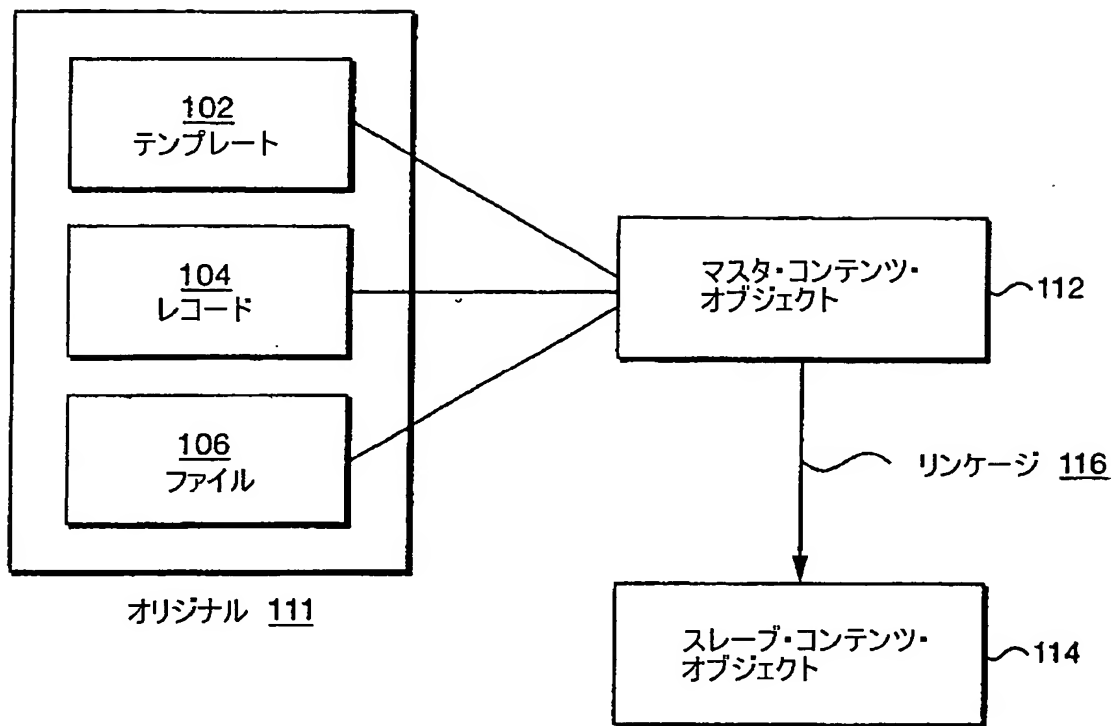 102
テンプレート
104
レコード
106
ファイル
オリジナル 111
マスタ・コンテンツ・
オブジェクト
112
リンケージ 116
スレーブ・コンテンツ・
オブジェクト
114